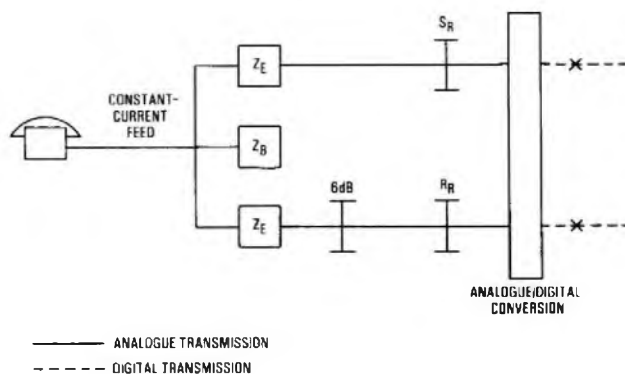 S_R
Z_E
CONSTANT-
CURRENT
FEED
Z_B
6dB
R_R
Z_E
ANALOGUE/DIGITAL
CONVERSION
ANALOGUE TRANSMISSION
DIGITAL TRANSMISSION